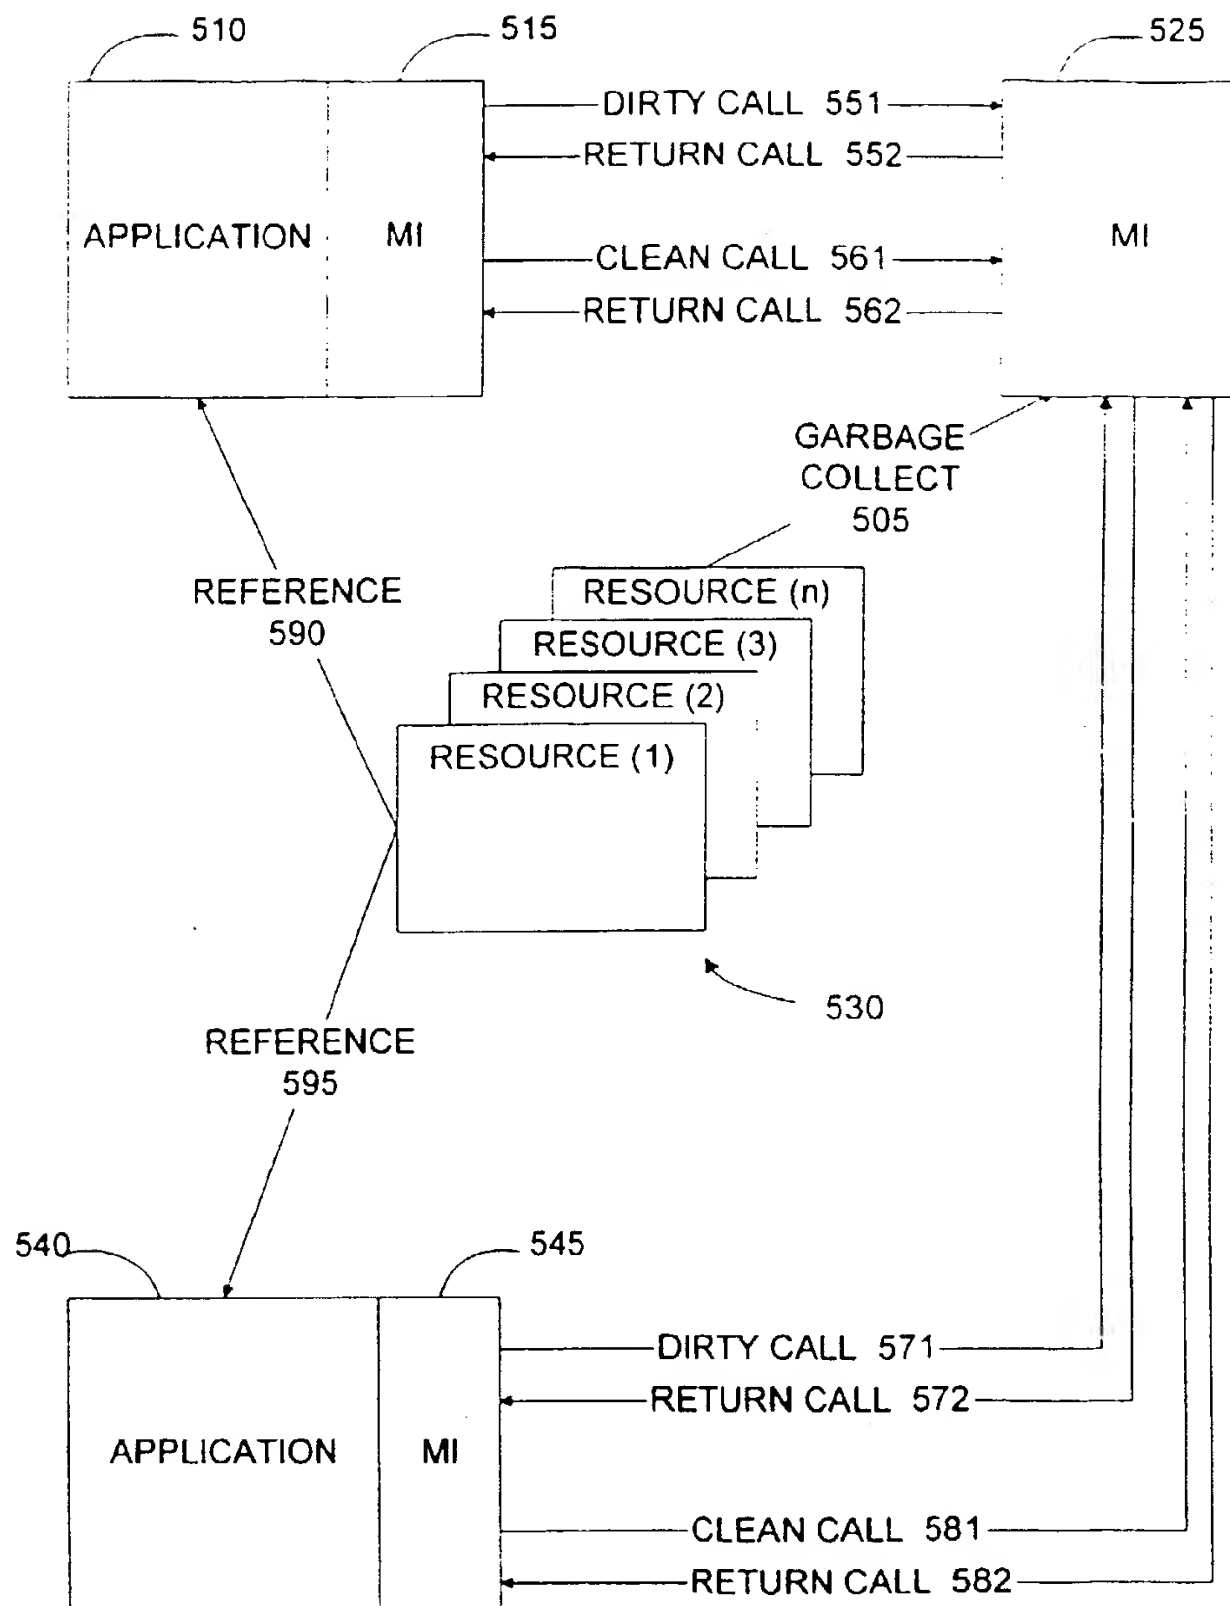 510
515
525
DIRTY CALL 551
RETURN CALL 552
APPLICATION
MI
MI
CLEAN CALL 561
RETURN CALL 562
GARBAGE
COLLECT
505
REFERENCE
590
RESOURCE (n)
RESOURCE (3)
RESOURCE (2)
RESOURCE (1)
530
REFERENCE
595
540
545
DIRTY CALL 571
RETURN CALL 572
APPLICATION
MI
CLEAN CALL 581
RETURN CALL 582